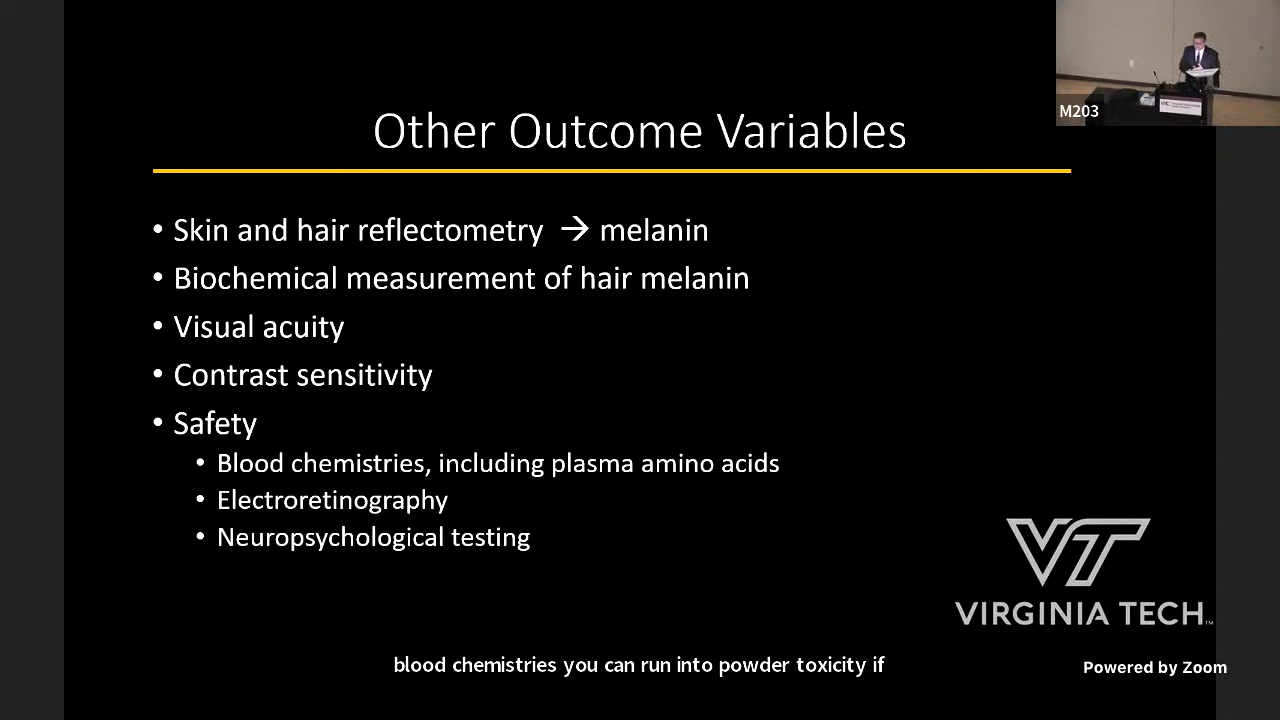 M203
Other Outcome Variables
• Skin and hair reflectometry → melanin
• Biochemical measurement of hair melanin
• Visual acuity
• Contrast sensitivity
• Safety
• Blood chemistries, including plasma amino acids
• Electroretinography
• Neuropsychological testing
VT
VIRGINIA TECH™
blood chemistries you can run into powder toxicity if
Powered by Zoom